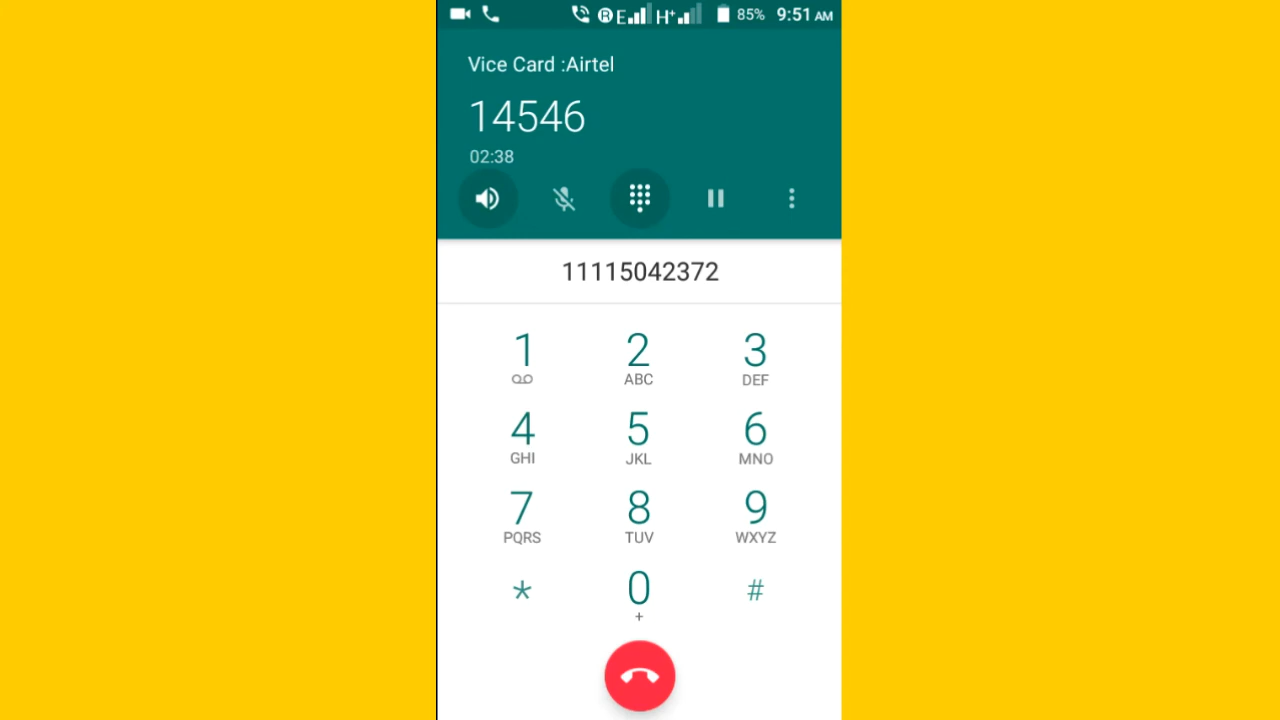 R E H+ 85% 9:51 AM
Vice Card :Airtel
14546
02:38
11115042372
1 2 3
ABC DEF
4 5 6
GHI JKL MNO
7 8 9
PQRS TUV WXYZ
* 0 #
+